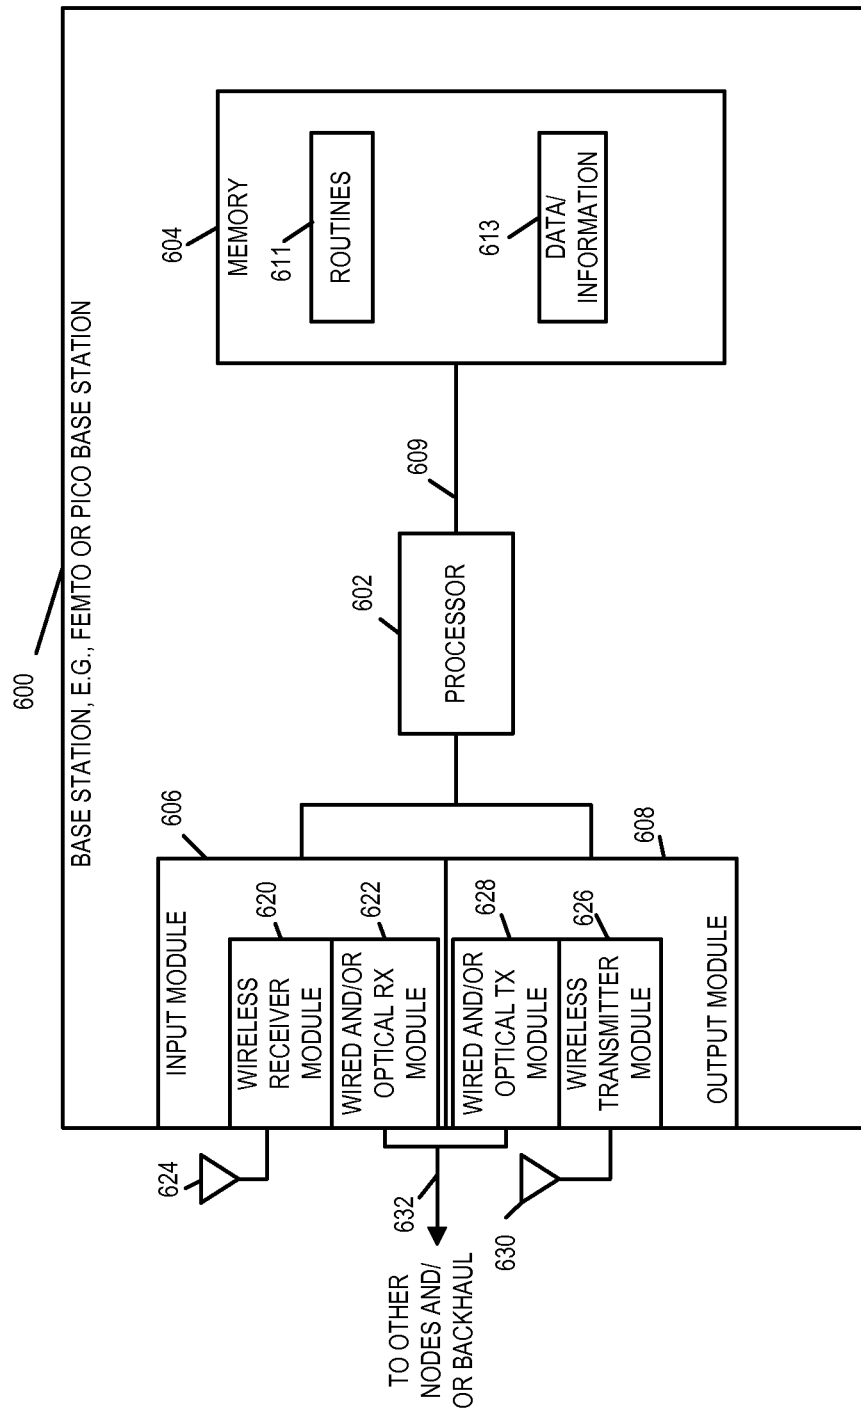 600
BASE STATION, E.G., FEMTO OR PICO BASE STATION
624
606
INPUT MODULE
620
WIRELESS
RECEIVER
MODULE
622
WIRED AND/OR
OPTICAL RX
MODULE
632
TO OTHER
NODES AND/
OR BACKHAUL
628
WIRED AND/OR
OPTICAL TX
MODULE
626
WIRELESS
TRANSMITTER
MODULE
630
608
OUTPUT MODULE
602
PROCESSOR
609
604
MEMORY
611
ROUTINES
613
DATA/
INFORMATION